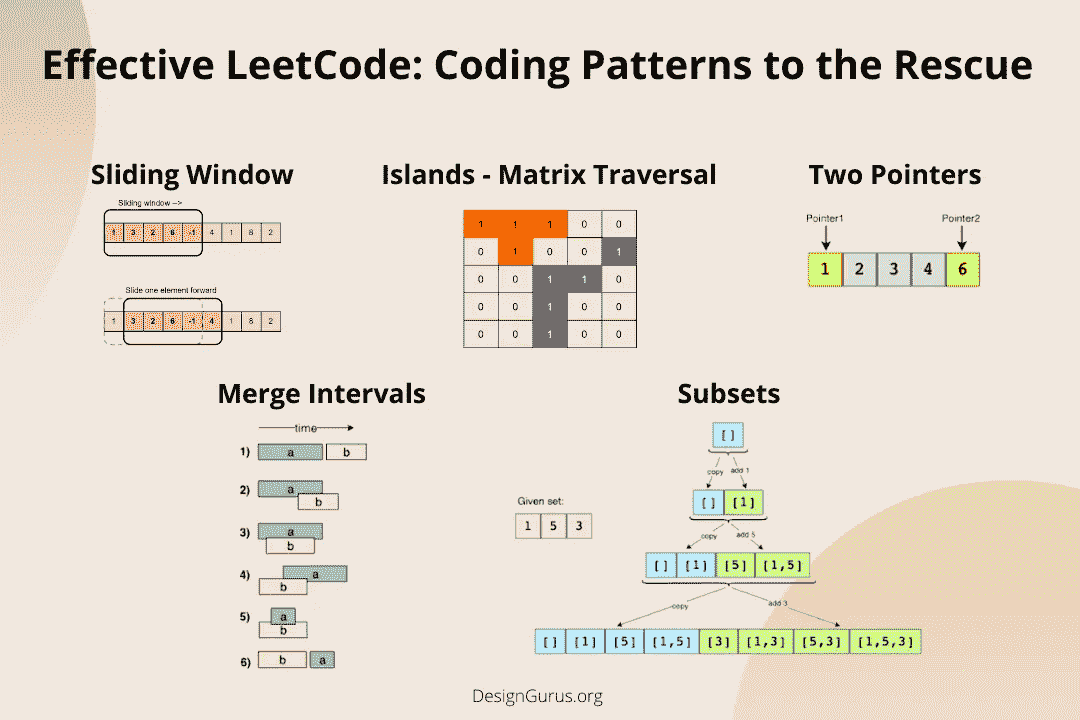 Effective LeetCode: Coding Patterns to the Rescue
Sliding Window
Sliding window -->
1 3 2 6 -1 4 1 8 2
Slide one element forward
1 3 2 6 -1 4 1 8 2
Islands - Matrix Traversal
1 1 1 0 0
0 1 0 0 1
0 0 1 1 0
0 0 1 0 0
0 0 1 0 0
Two Pointers
Pointer1 Pointer2
1 2 3 4 6
Merge Intervals
time
1) a b
2) a
b
3) a
b
4) a
b
5) a
b
6) b a
Subsets
Given set:
1 5 3
[ ]
copy add 1
[ ] [1]
copy add 5
[ ] [1] [5] [1,5]
copy add 3
[ ] [1] [5] [1,5] [3] [1,3] [5,3] [1,5,3]
DesignGurus.org